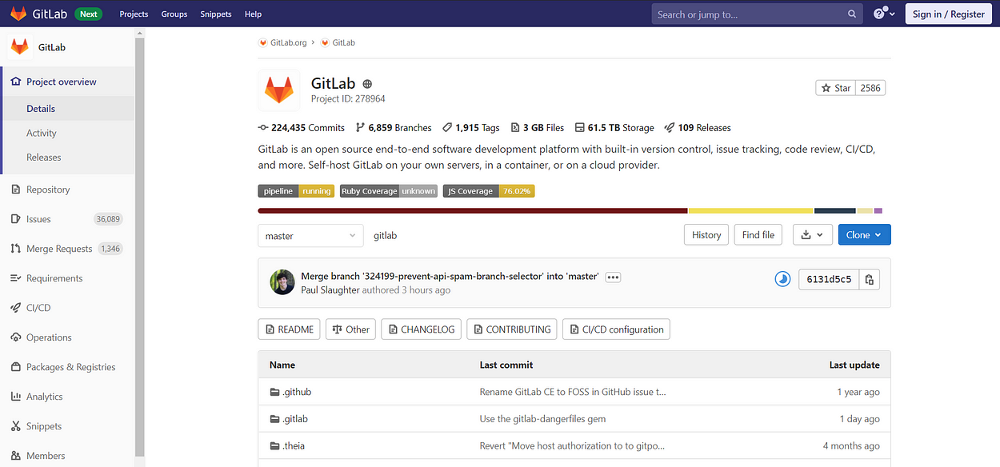 GitLab Next Projects Groups Snippets Help Search or jump to... Sign in / Register
GitLab
Project overview
Details
Activity
Releases
Repository
Issues 36,089
Merge Requests 1,346
Requirements
CI/CD
Operations
Packages & Registries
Analytics
Snippets
Members
GitLab.org › GitLab
GitLab
Project ID: 278964
Star 2586
224,435 Commits 6,859 Branches 1,915 Tags 3 GB Files 61.5 TB Storage 109 Releases
GitLab is an open source end-to-end software development platform with built-in version control, issue tracking, code review, CI/CD,
and more. Self-host GitLab on your own servers, in a container, or on a cloud provider.
pipeline running Ruby Coverage unknown JS Coverage 76.02%
master gitlab History Find file Clone
Merge branch '324199-prevent-api-spam-branch-selector' into 'master'
Paul Slaughter authored 3 hours ago
6131d5c5
README Other CHANGELOG CONTRIBUTING CI/CD configuration
Name Last commit Last update
.github Rename GitLab CE to FOSS in GitHub issue t... 1 year ago
.gitlab Use the gitlab-dangerfiles gem 1 day ago
.theia Revert "Move host authorization to to gitpo... 4 months ago